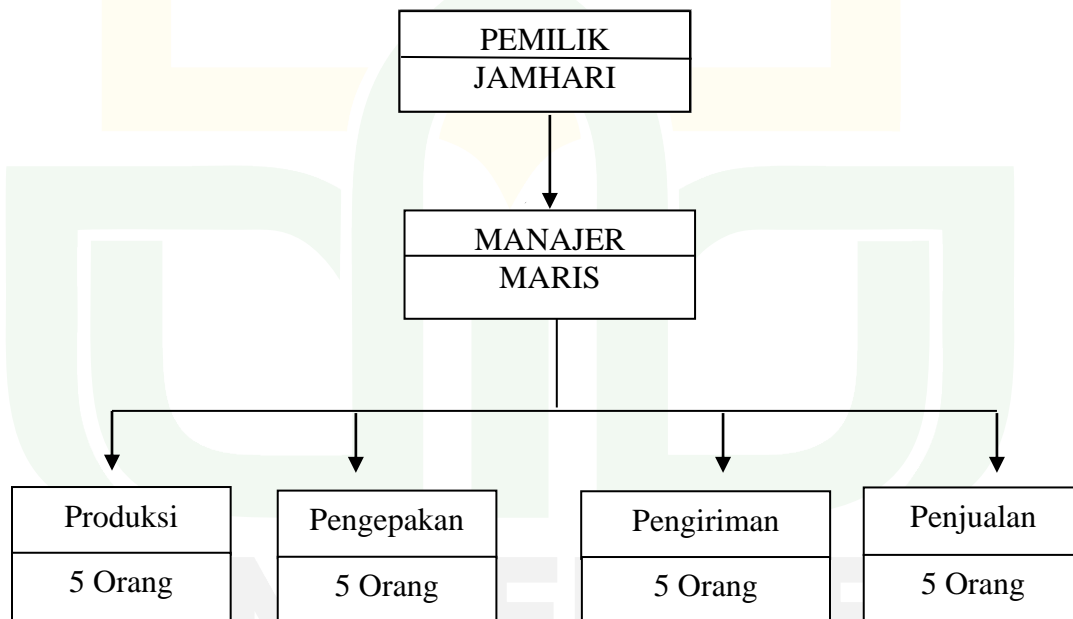 PEMILIK
JAMHARI
MANAJER
MARIS
Produksi
5 Orang
Pengepakan
5 Orang
Pengiriman
5 Orang
Penjualan
5 Orang